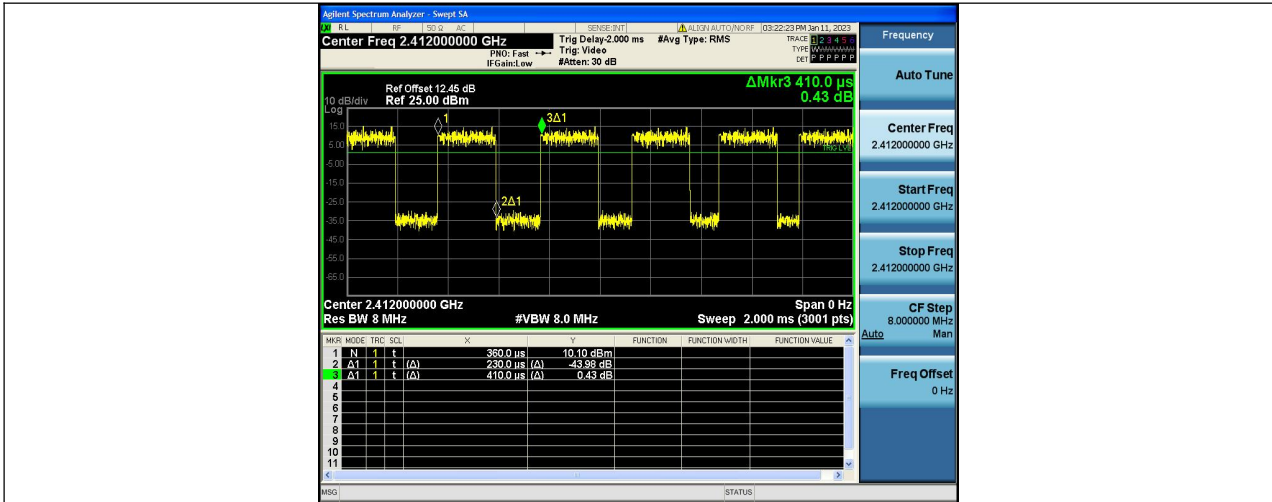 Agilent Spectrum Analyzer - Swept SA
RL RF 50 Ω AC SENSE:INT ALIGN AUTO/NO RF 03:22:23 PM Jan 11, 2023
Center Freq 2.412000000 GHz
PNO: Fast
IFGain:Low
Trig Delay-2.000 ms
Trig: Video
#Atten: 30 dB
#Avg Type: RMS
TRACE 1 2 3 4 5 6
TYPE
DET P P P P P P
ΔMkr3 410.0 µs
0.43 dB
Ref Offset 12.45 dB
10 dB/div Ref 25.00 dBm
Log
15.0
5.00
-5.00
-15.0
-25.0
-35.0
-45.0
-55.0
-65.0
1
3Δ1
2Δ1
TRIG LVL
Center 2.412000000 GHz Span 0 Hz
Res BW 8 MHz #VBW 8.0 MHz Sweep 2.000 ms (3001 pts)
MKR MODE TRC SCL X Y FUNCTION FUNCTION WIDTH FUNCTION VALUE
1 N 1 t 360.0 µs 10.10 dBm
2 Δ1 1 t (Δ) 230.0 µs (Δ) -43.98 dB
3 Δ1 1 t (Δ) 410.0 µs (Δ) 0.43 dB
4
5
6
7
8
9
10
11
MSG STATUS
Frequency
Auto Tune
Center Freq
2.412000000 GHz
Start Freq
2.412000000 GHz
Stop Freq
2.412000000 GHz
CF Step
8.000000 MHz
Auto Man
Freq Offset
0 Hz